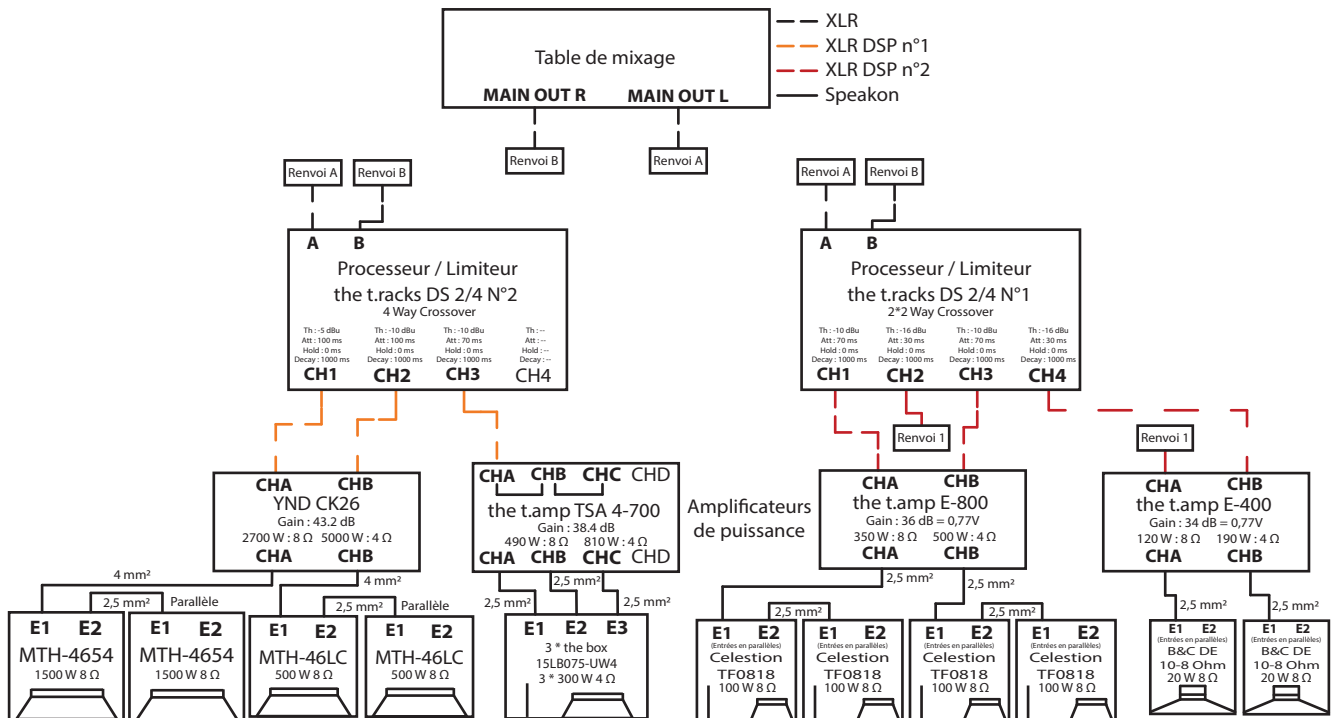 Table de mixage
MAIN OUT R MAIN OUT L
XLR
XLR DSP n°1
XLR DSP n°2
Speakon
Renvoi B
Renvoi A
Renvoi A
Renvoi B
A B
Processeur / Limiteur
the t.racks DS 2/4 N°2
4 Way Crossover
Th : -5 dBu
Att : 100 ms
Hold : 0 ms
Decay : 1000 ms
CH1
Th : -10 dBu
Att : 100 ms
Hold : 0 ms
Decay : 1000 ms
CH2
Th : -10 dBu
Att : 70 ms
Hold : 0 ms
Decay : 1000 ms
CH3
Th : --
Att : --
Hold : --
Decay : --
CH4
Renvoi A
Renvoi B
A B
Processeur / Limiteur
the t.racks DS 2/4 N°1
2*2 Way Crossover
Th : -10 dBu
Att : 70 ms
Hold : 0 ms
Decay : 1000 ms
CH1
Th : -16 dBu
Att : 30 ms
Hold : 0 ms
Decay : 1000 ms
CH2
Th : -10 dBu
Att : 70 ms
Hold : 0 ms
Decay : 1000 ms
CH3
Th : -16 dBu
Att : 30 ms
Hold : 0 ms
Decay : 1000 ms
CH4
Renvoi 1
Renvoi 1
CHA CHB
YND CK26
Gain : 43.2 dB
2700 W : 8 Ω 5000 W : 4 Ω
CHA CHB
CHA CHB CHC CHD
the t.amp TSA 4-700
Gain : 38.4 dB
490 W : 8 Ω 810 W : 4 Ω
CHA CHB CHC CHD
Amplificateurs
de puissance
CHA CHB
the t.amp E-800
Gain : 36 dB = 0,77V
350 W : 8 Ω 500 W : 4 Ω
CHA CHB
CHA CHB
the t.amp E-400
Gain : 34 dB = 0,77V
120 W : 8 Ω 190 W : 4 Ω
CHA CHB
4 mm²
2,5 mm² Parallèle
4 mm²
2,5 mm² Parallèle
2,5 mm²
2,5 mm²
2,5 mm²
2,5 mm²
2,5 mm²
2,5 mm²
2,5 mm²
2,5 mm²
2,5 mm²
E1 E2
MTH-4654
1500 W 8 Ω
E1 E2
MTH-4654
1500 W 8 Ω
E1 E2
MTH-46LC
500 W 8 Ω
E1 E2
MTH-46LC
500 W 8 Ω
E1 E2 E3
3 * the box
15LB075-UW4
3 * 300 W 4 Ω
E1 E2
(Entrées en parallèles)
Celestion
TF0818
100 W 8 Ω
E1 E2
(Entrées en parallèles)
Celestion
TF0818
100 W 8 Ω
E1 E2
(Entrées en parallèles)
Celestion
TF0818
100 W 8 Ω
E1 E2
(Entrées en parallèles)
Celestion
TF0818
100 W 8 Ω
E1 E2
(Entrées en parallèles)
B&C DE
10-8 Ohm
20 W 8 Ω
E1 E2
(Entrées en parallèles)
B&C DE
10-8 Ohm
20 W 8 Ω